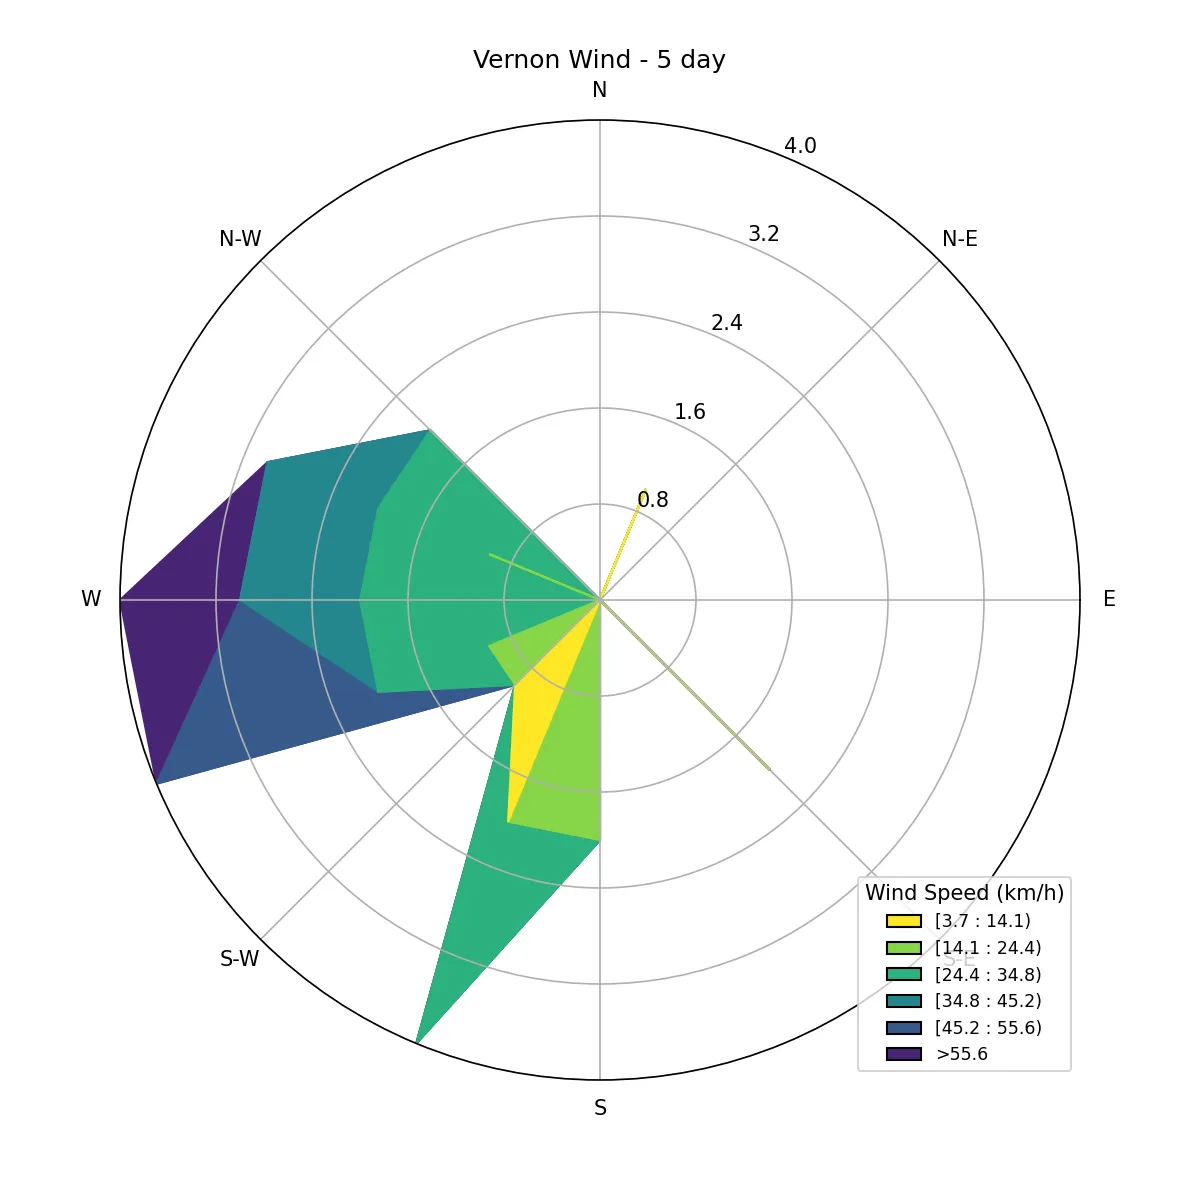 Vernon Wind - 5 day
N
4.0
N-W
N-E
3.2
2.4
1.6
0.8
W
E
S-W
S-E
S
Wind Speed (km/h)
[3.7 : 14.1)
[14.1 : 24.4)
[24.4 : 34.8)
[34.8 : 45.2)
[45.2 : 55.6)
>55.6